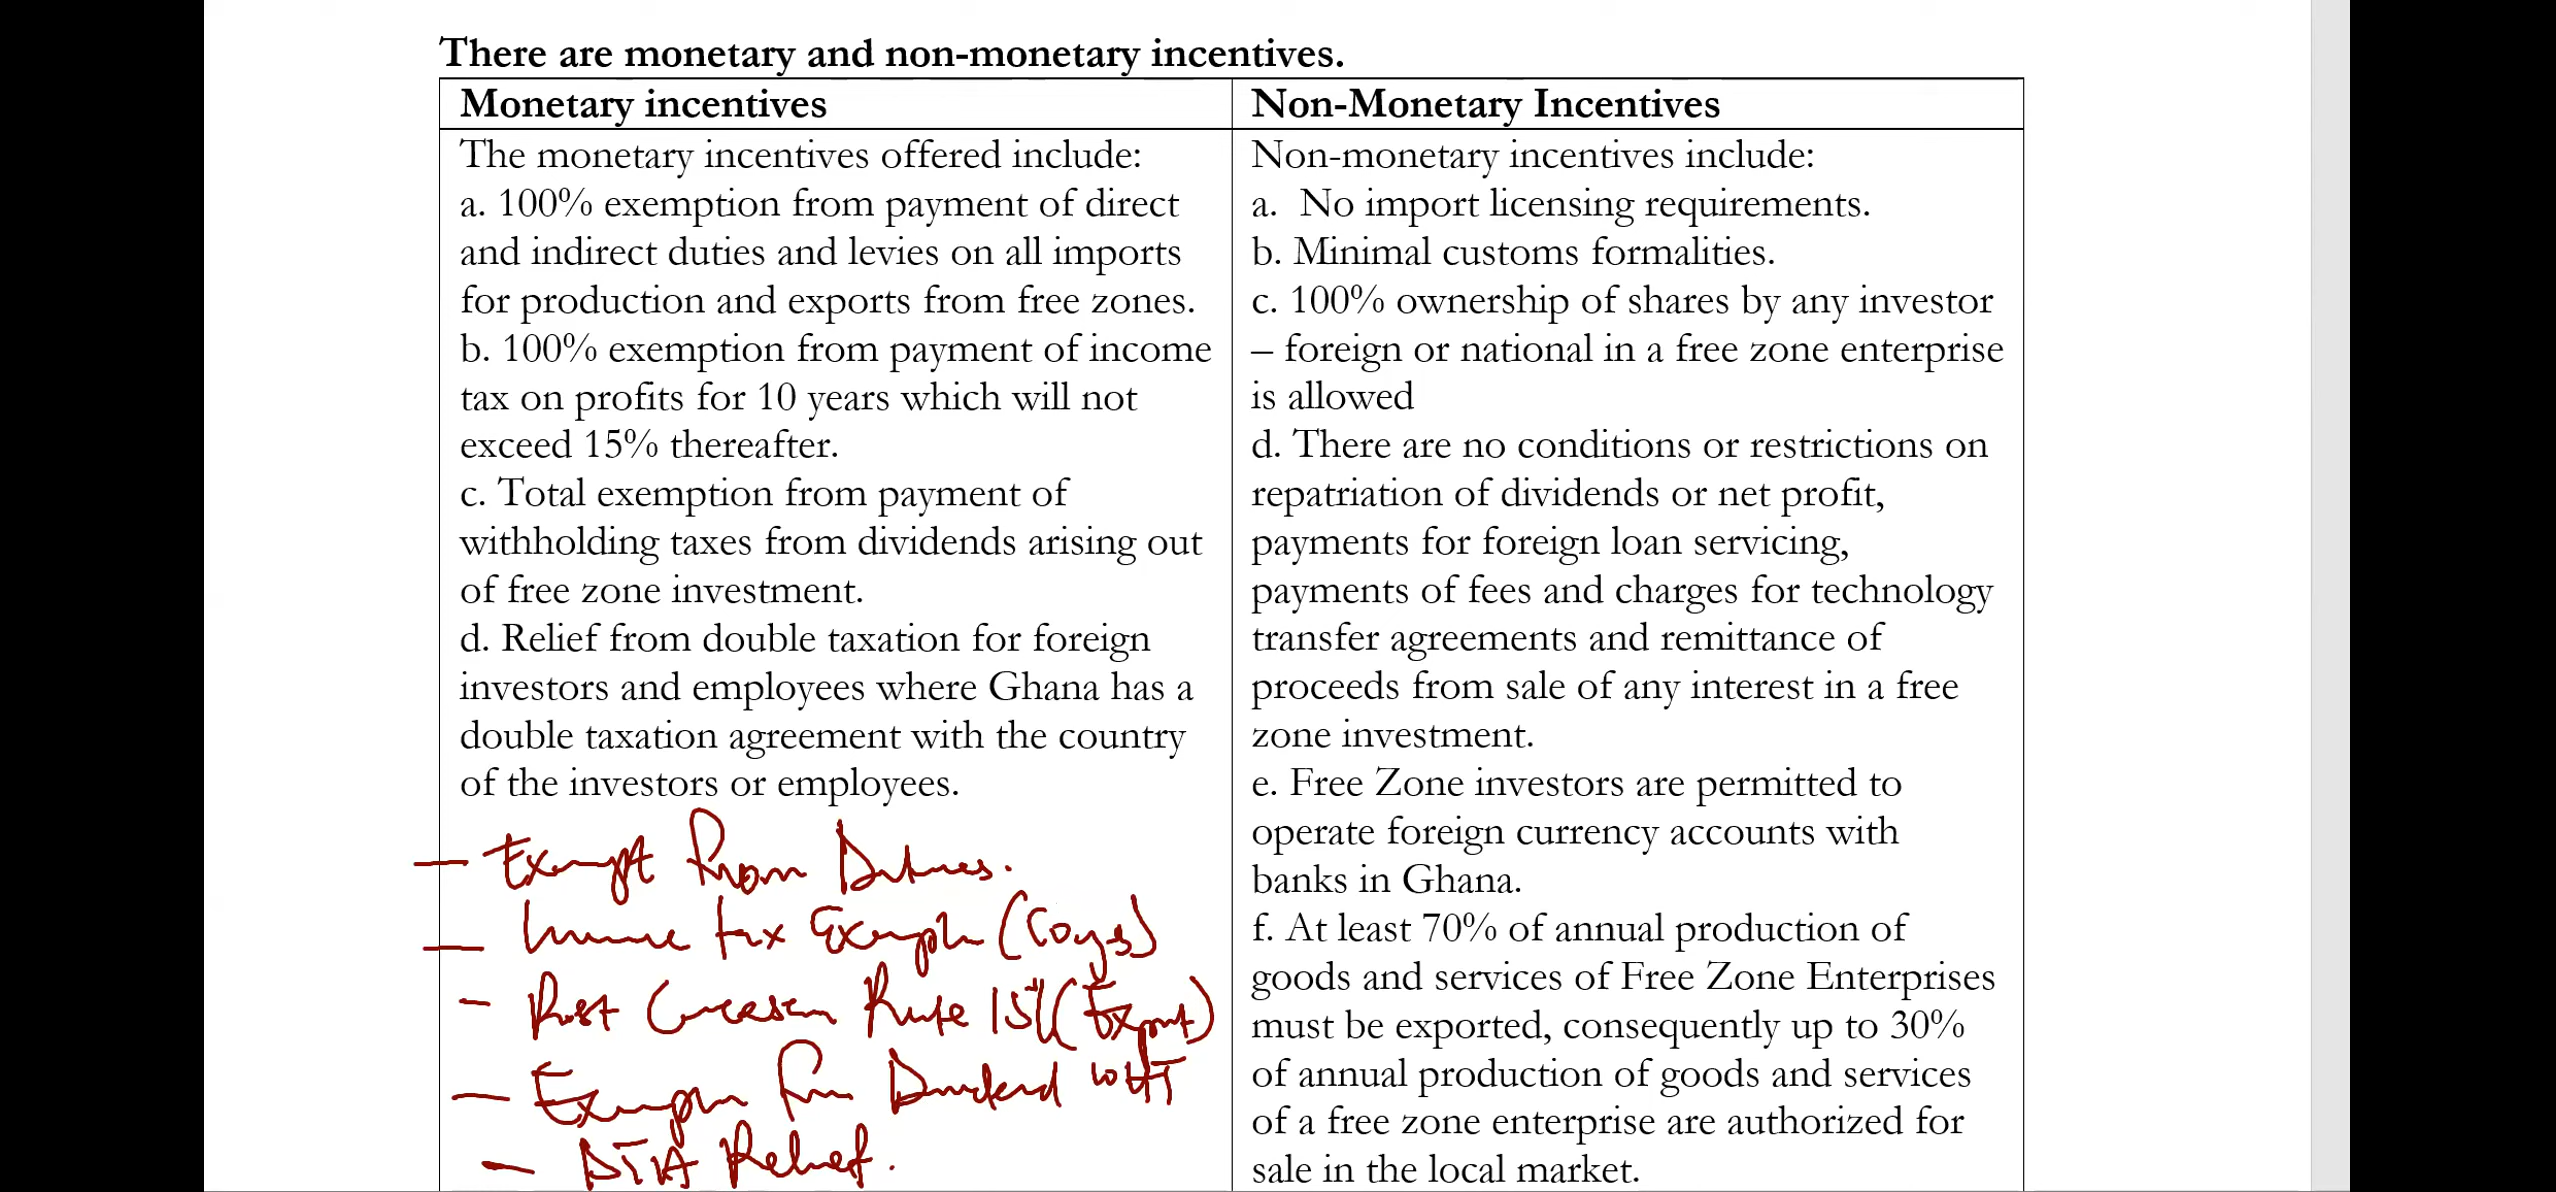 There are monetary and non-monetary incentives.
Monetary incentives
The monetary incentives offered include:
a. 100% exemption from payment of direct
and indirect duties and levies on all imports
for production and exports from free zones.
b. 100% exemption from payment of income
tax on profits for 10 years which will not
exceed 15% thereafter.
c. Total exemption from payment of
withholding taxes from dividends arising out
of free zone investment.
d. Relief from double taxation for foreign
investors and employees where Ghana has a
double taxation agreement with the country
of the investors or employees.
– Exempt from Duties.
– Income tax Exemptn (Coys)
– Post Concession Rate 15% (Export)
– Exemption from Dividend WHT
– DTA Relief.
Non-Monetary Incentives
Non-monetary incentives include:
a. No import licensing requirements.
b. Minimal customs formalities.
c. 100% ownership of shares by any investor
– foreign or national in a free zone enterprise
is allowed
d. There are no conditions or restrictions on
repatriation of dividends or net profit,
payments for foreign loan servicing,
payments of fees and charges for technology
transfer agreements and remittance of
proceeds from sale of any interest in a free
zone investment.
e. Free Zone investors are permitted to
operate foreign currency accounts with
banks in Ghana.
f. At least 70% of annual production of
goods and services of Free Zone Enterprises
must be exported, consequently up to 30%
of annual production of goods and services
of a free zone enterprise are authorized for
sale in the local market.